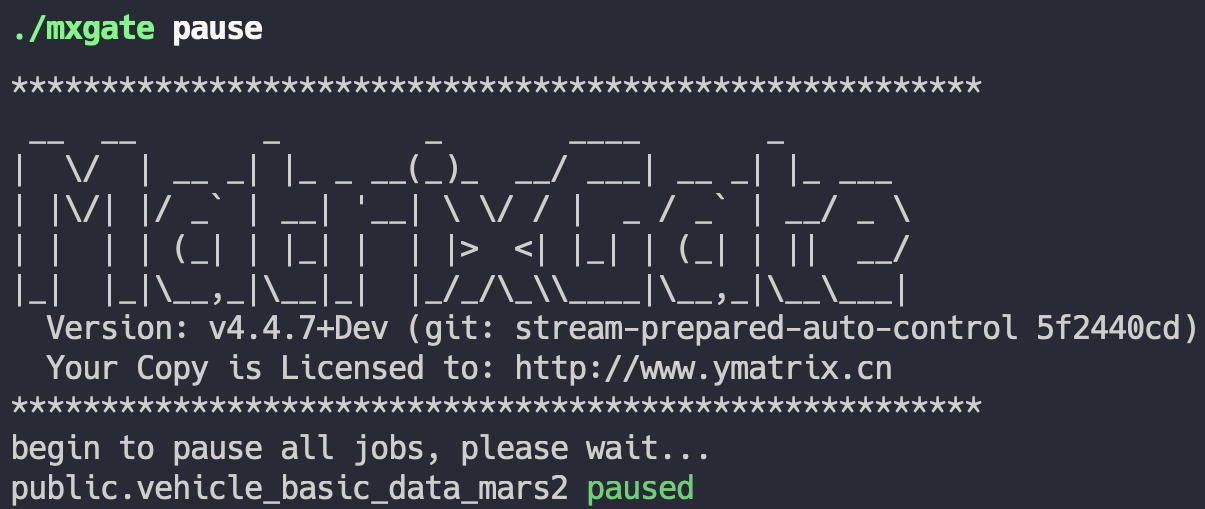 ./mxgate pause
******************************************************
 __  __       _        _       ____       _
|  \/  | __ _| |_ _ __(_)_  __/ ___| __ _| |_ ___
| |\/| |/ _` | __| '__| \ \/ / |  _ / _` | __/ _ \
| |  | | (_| | |_| |  | |>  <| |_| | (_| | ||  __/
|_|  |_|\__,_|\__|_|  |_/_/\_\\____|\__,_|\__\___|
  Version: v4.4.7+Dev (git: stream-prepared-auto-control 5f2440cd)
  Your Copy is Licensed to: http://www.ymatrix.cn
******************************************************
begin to pause all jobs, please wait...
public.vehicle_basic_data_mars2 paused